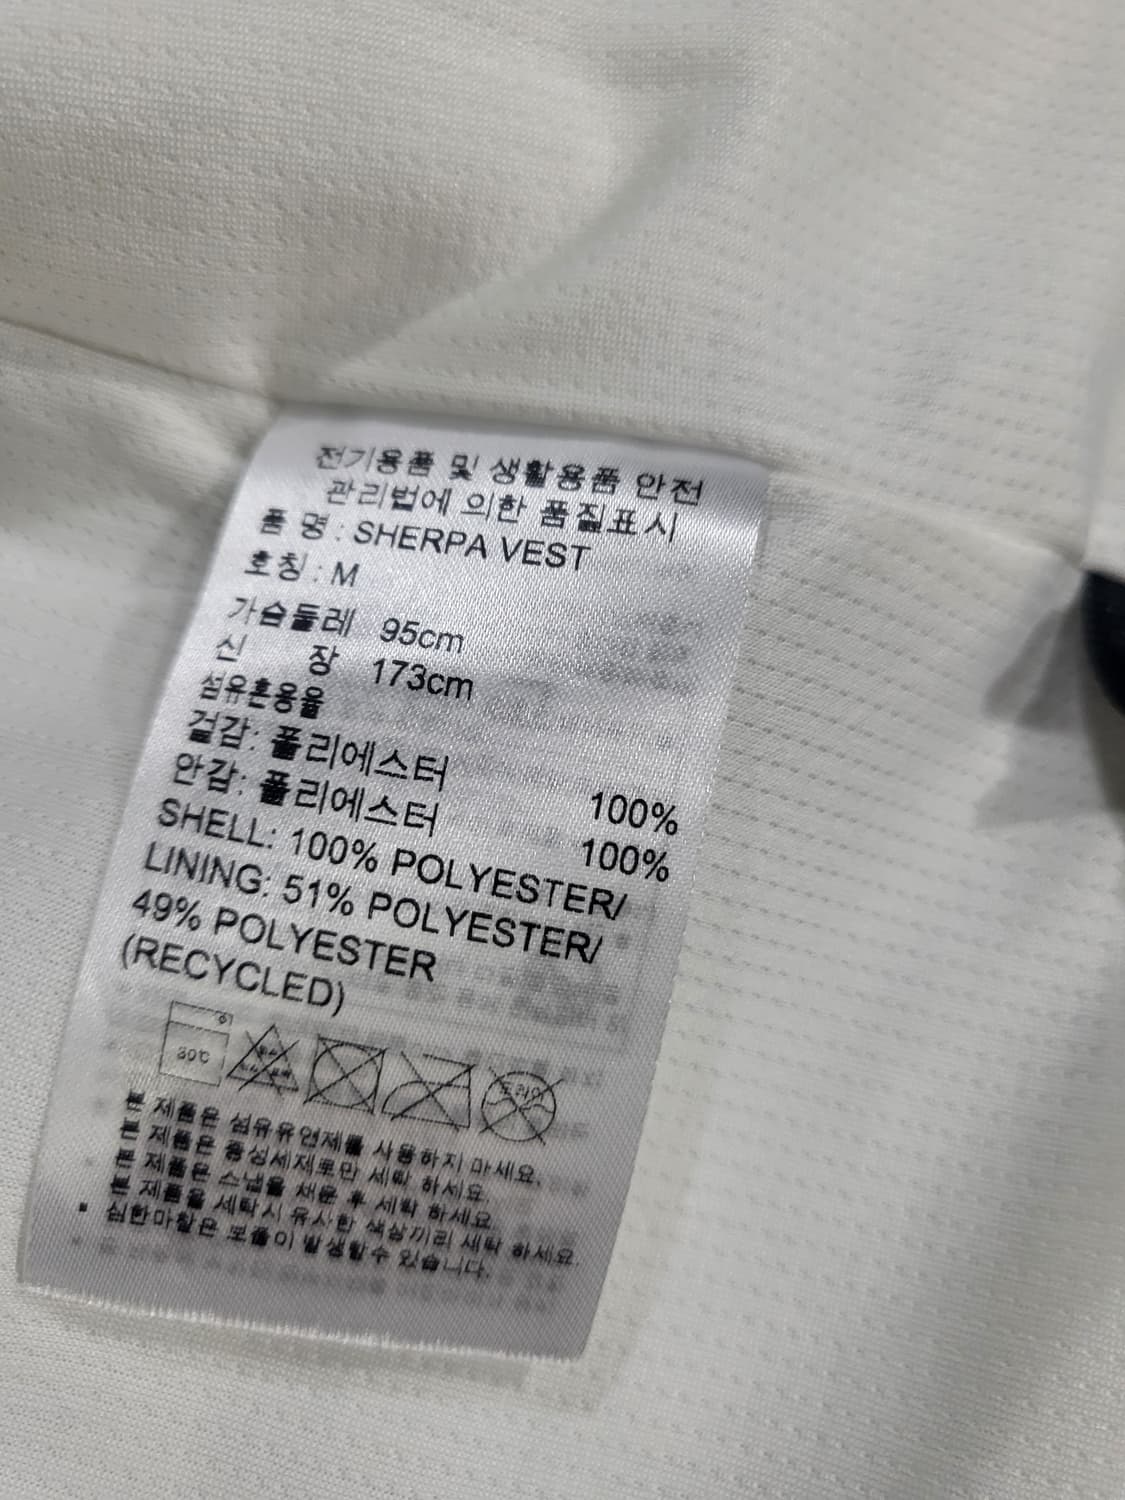 전기용품 및 생활용품 안전
관리법에 의한 품질표시
품 명 : SHERPA VEST
호칭 : M
가슴둘레 95cm
신 장 173cm
섬유혼용율
겉감: 폴리에스터 100%
안감: 폴리에스터 100%
SHELL: 100% POLYESTER/
LINING: 51% POLYESTER/
49% POLYESTER
(RECYCLED)
30℃
드라이
본 제품은 섬유유연제를 사용하지 마세요.
본 제품은 중성세제로만 세탁 하세요.
본 제품은 스냅을 채운 후 세탁 하세요.
본 제품을 세탁시 유사한 색상끼리 세탁 하세요.
심한마찰은 보풀이 발생할수 있습니다.